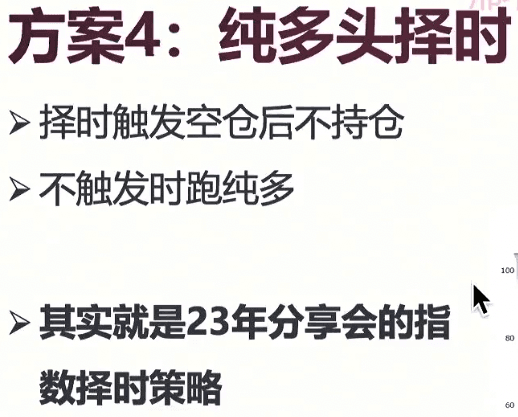 方案4：纯多头择时
➢ 择时触发空仓后不持仓
➢ 不触发时跑纯多
100
➢ 其实就是23年分享会的指
80
数择时策略
60